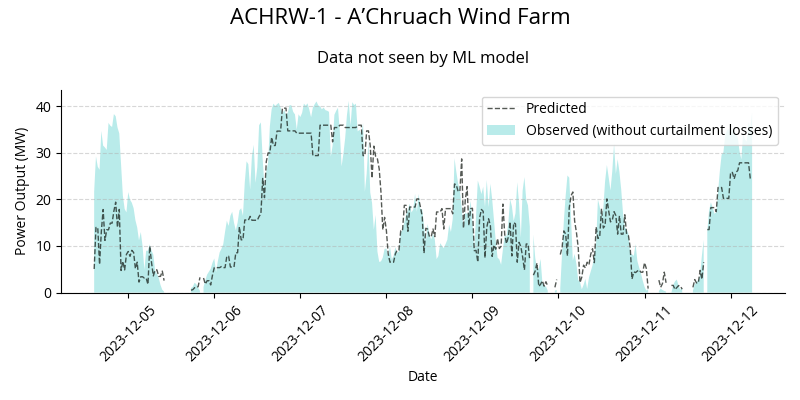 ACHRW-1 - A’Chruach Wind Farm
Data not seen by ML model
Predicted
Observed (without curtailment losses)
Power Output (MW)
40
30
20
10
0
2023-12-05
2023-12-06
2023-12-07
2023-12-08
2023-12-09
2023-12-10
2023-12-11
2023-12-12
Date